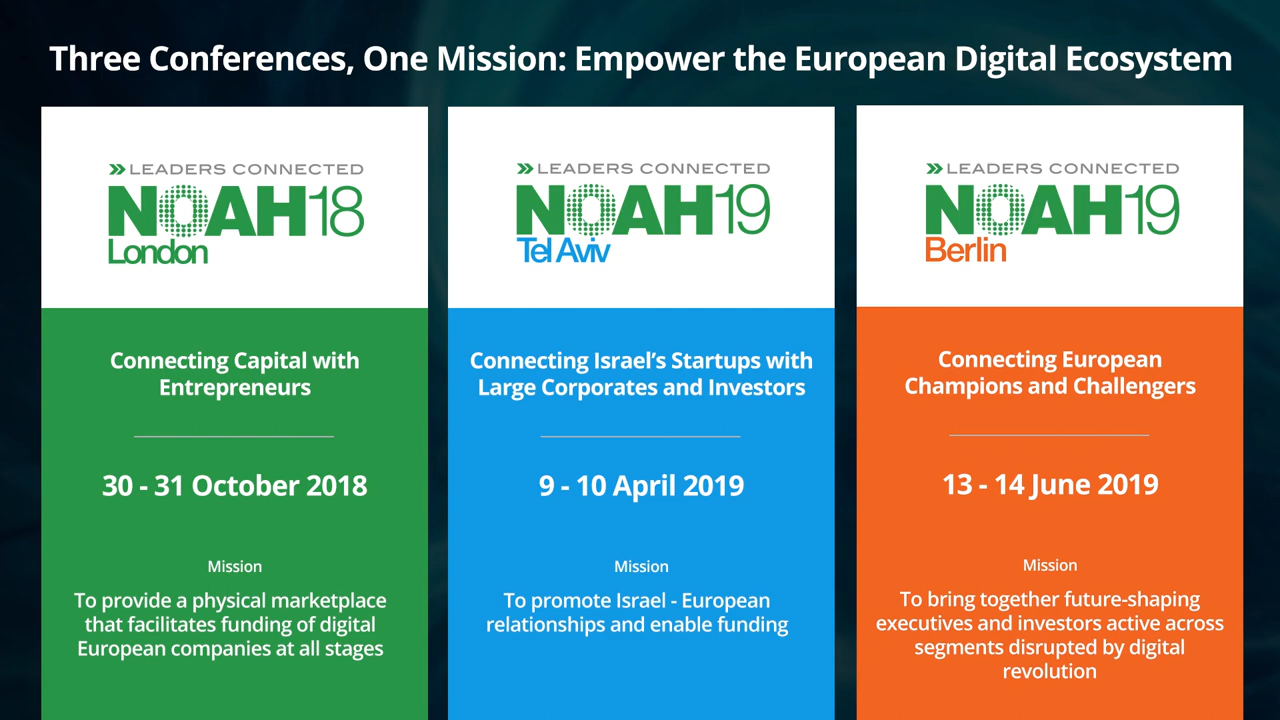 Three Conferences, One Mission: Empower the European Digital Ecosystem
LEADERS CONNECTED
NOAH18
London
Connecting Capital with
Entrepreneurs
30 - 31 October 2018
Mission
To provide a physical marketplace
that facilitates funding of digital
European companies at all stages
LEADERS CONNECTED
NOAH19
Tel Aviv
Connecting Israel’s Startups with
Large Corporates and Investors
9 - 10 April 2019
Mission
To promote Israel - European
relationships and enable funding
LEADERS CONNECTED
NOAH19
Berlin
Connecting European
Champions and Challengers
13 - 14 June 2019
Mission
To bring together future-shaping
executives and investors active across
segments disrupted by digital
revolution